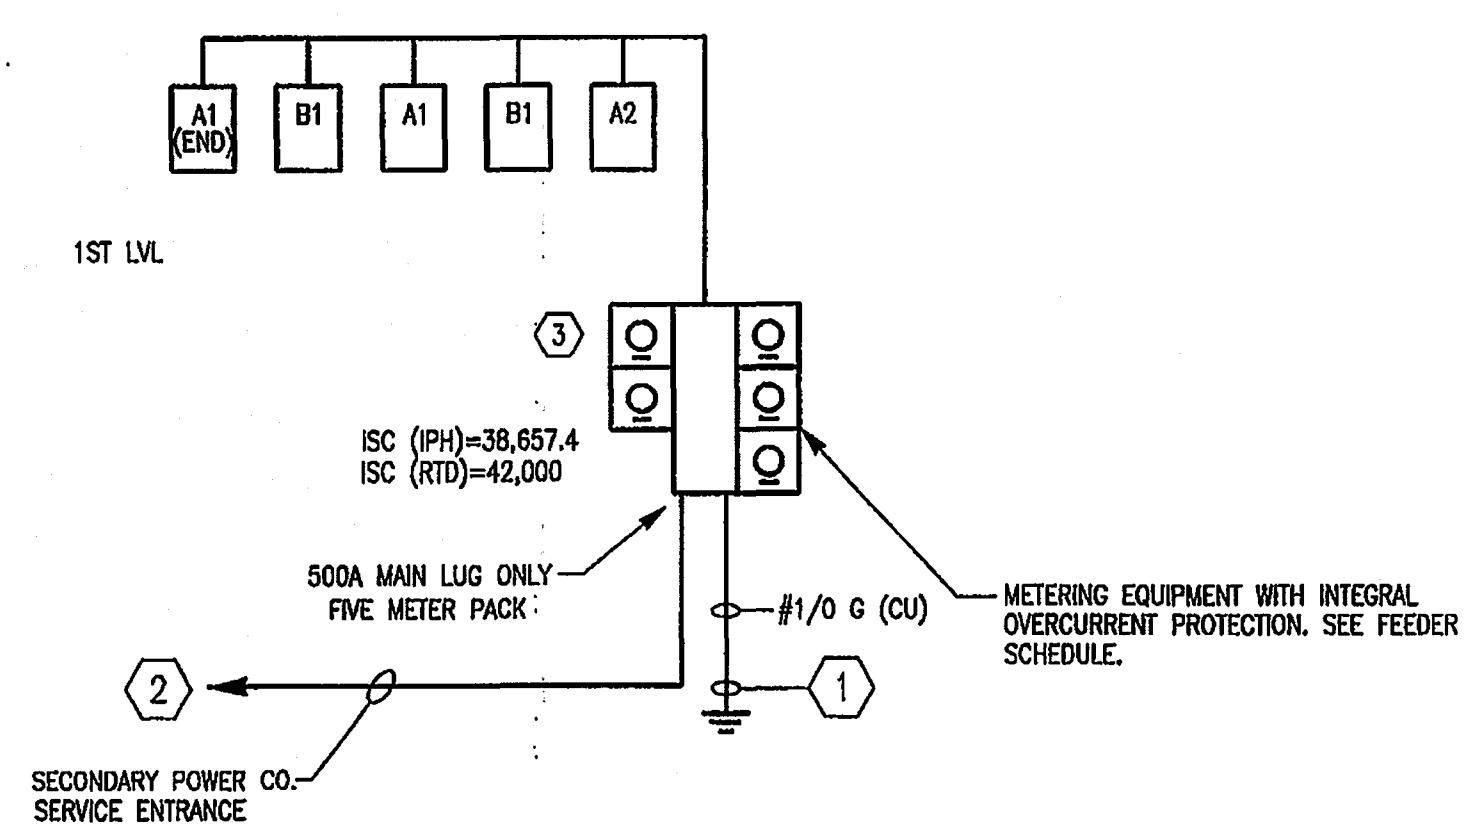 A1
(END)
B1
A1
B1
A2
1ST LVL
3
ISC (IPH)=38,657.4
ISC (RTD)=42,000
500A MAIN LUG ONLY
FIVE METER PACK
#1/0 G (CU)
METERING EQUIPMENT WITH INTEGRAL
OVERCURRENT PROTECTION. SEE FEEDER
SCHEDULE.
2
1
SECONDARY POWER CO.
SERVICE ENTRANCE